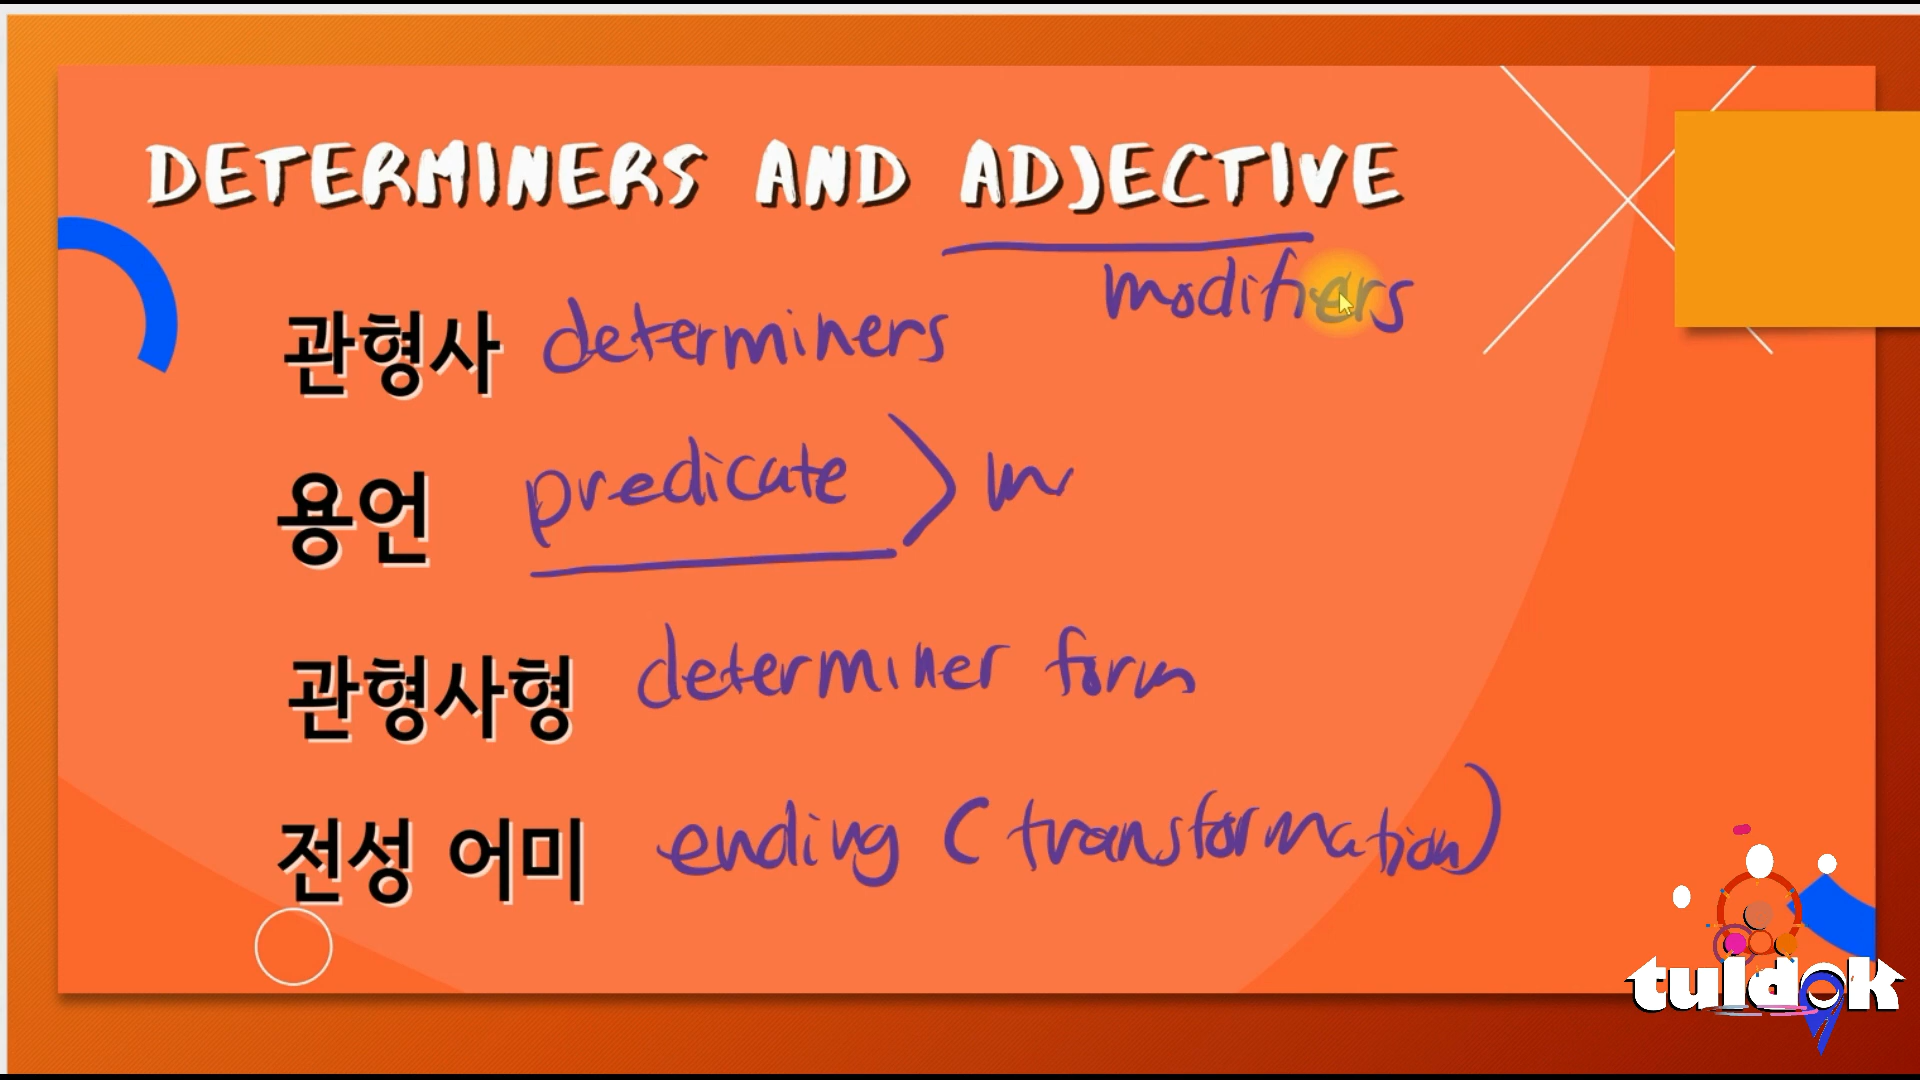 DETERMINERS AND ADJECTIVE
modifiers
관형사 determiners
용언 predicate
관형사형 determiner form
전성 어미 ending (transformation)
tuldok